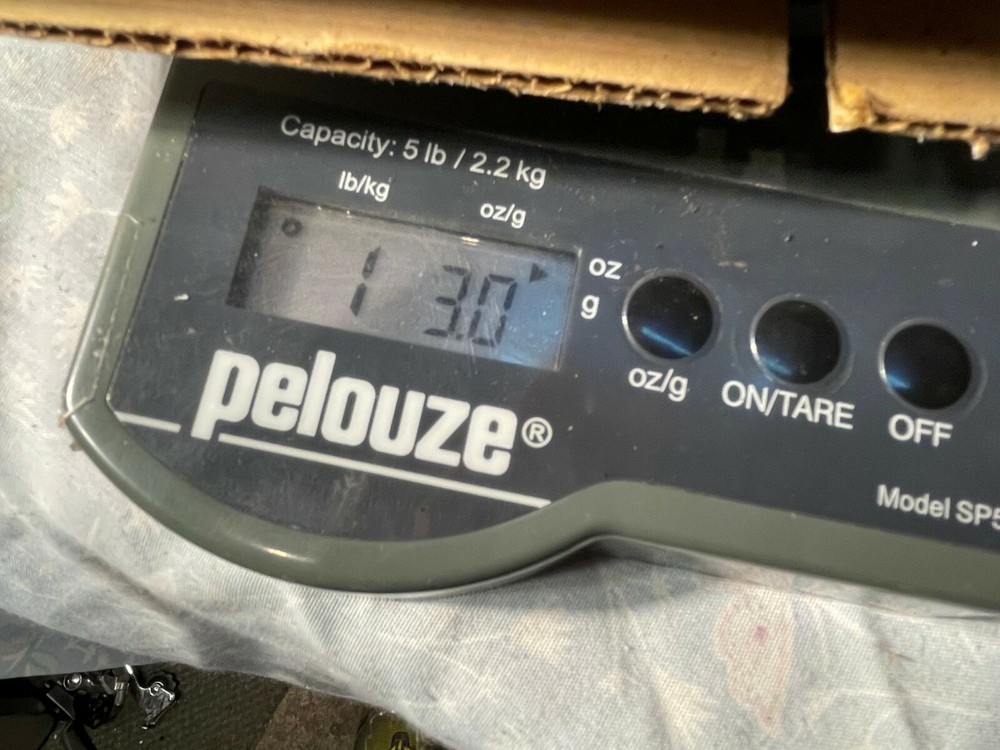 Capacity: 5 lb / 2.2 kg
lb/kg oz/g
1 3.0
oz
g
oz/g
ON/TARE
OFF
pelouze®
Model SP5